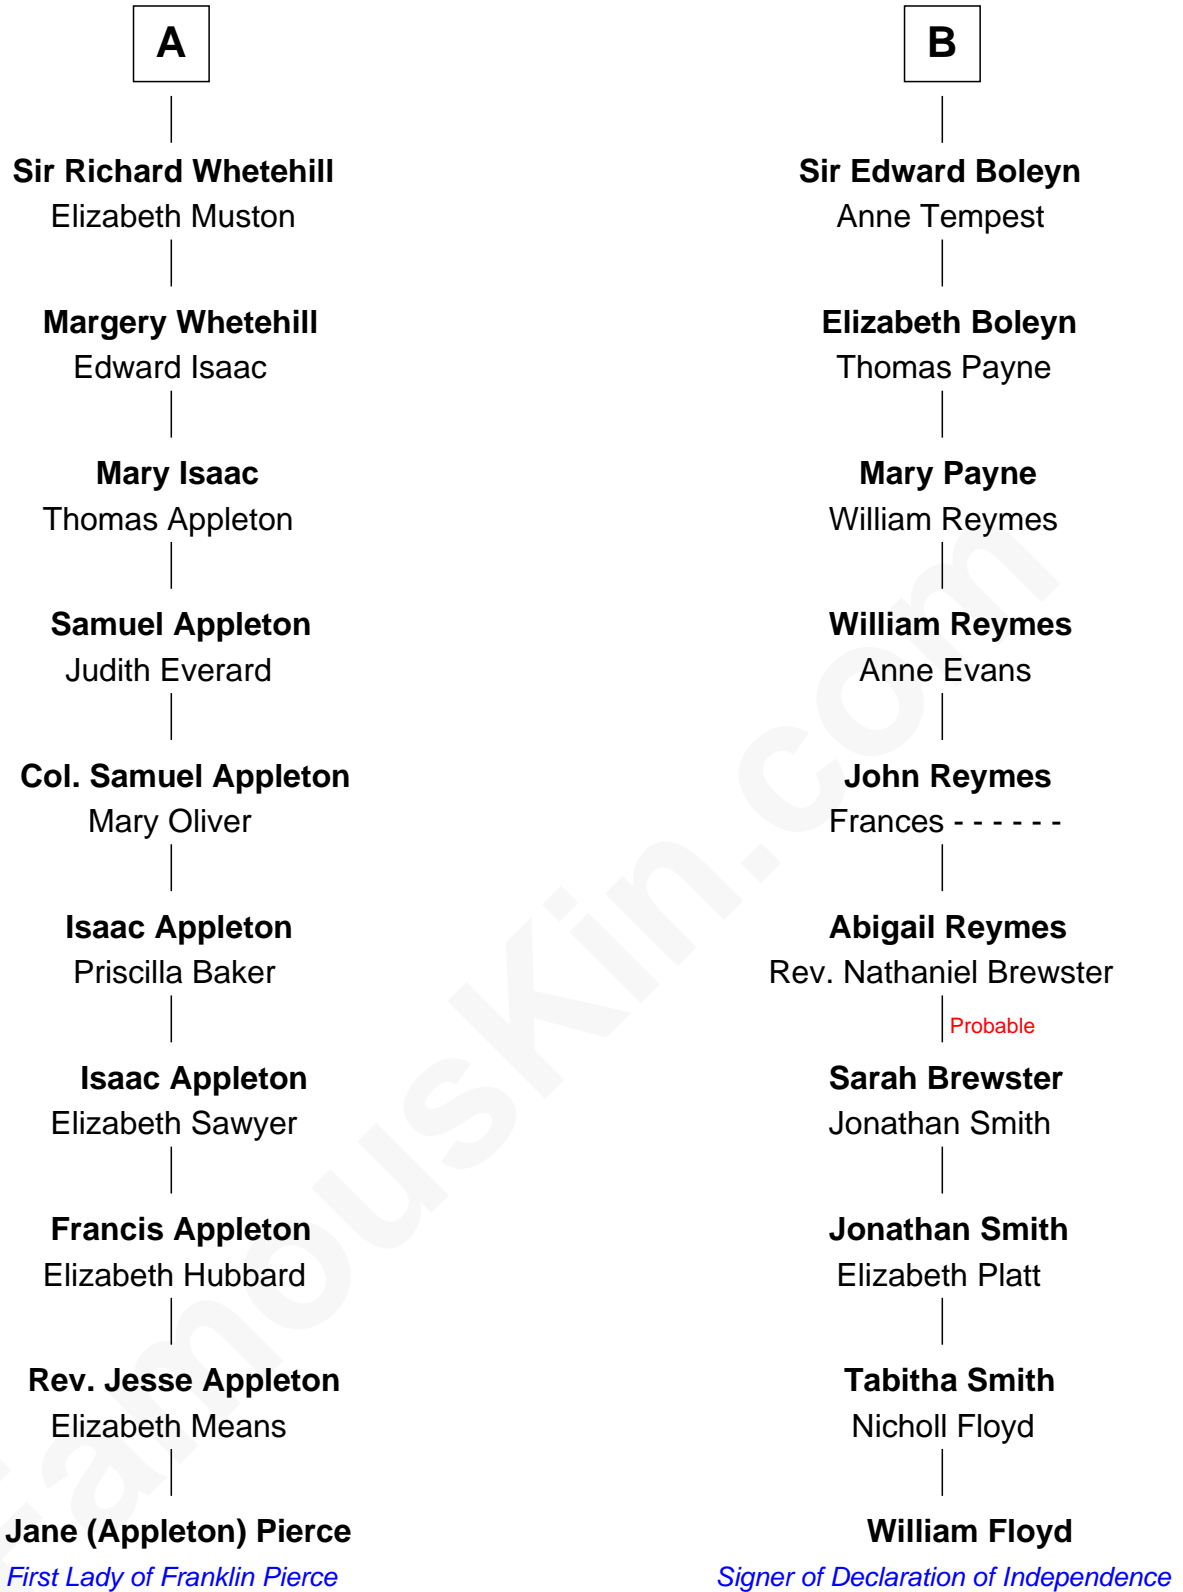 A
Sir Richard Whetehill
Elizabeth Muston
Margery Whetehill
Edward Isaac
Mary Isaac
Thomas Appleton
Samuel Appleton
Judith Everard
Col. Samuel Appleton
Mary Oliver
Isaac Appleton
Priscilla Baker
Isaac Appleton
Elizabeth Sawyer
Francis Appleton
Elizabeth Hubbard
Rev. Jesse Appleton
Elizabeth Means
Jane (Appleton) Pierce
First Lady of Franklin Pierce
B
Sir Edward Boleyn
Anne Tempest
Elizabeth Boleyn
Thomas Payne
Mary Payne
William Reymes
William Reymes
Anne Evans
John Reymes
Frances - - - - - -
Abigail Reymes
Rev. Nathaniel Brewster
Probable
Sarah Brewster
Jonathan Smith
Jonathan Smith
Elizabeth Platt
Tabitha Smith
Nicholl Floyd
William Floyd
Signer of Declaration of Independence
FamousKin.com